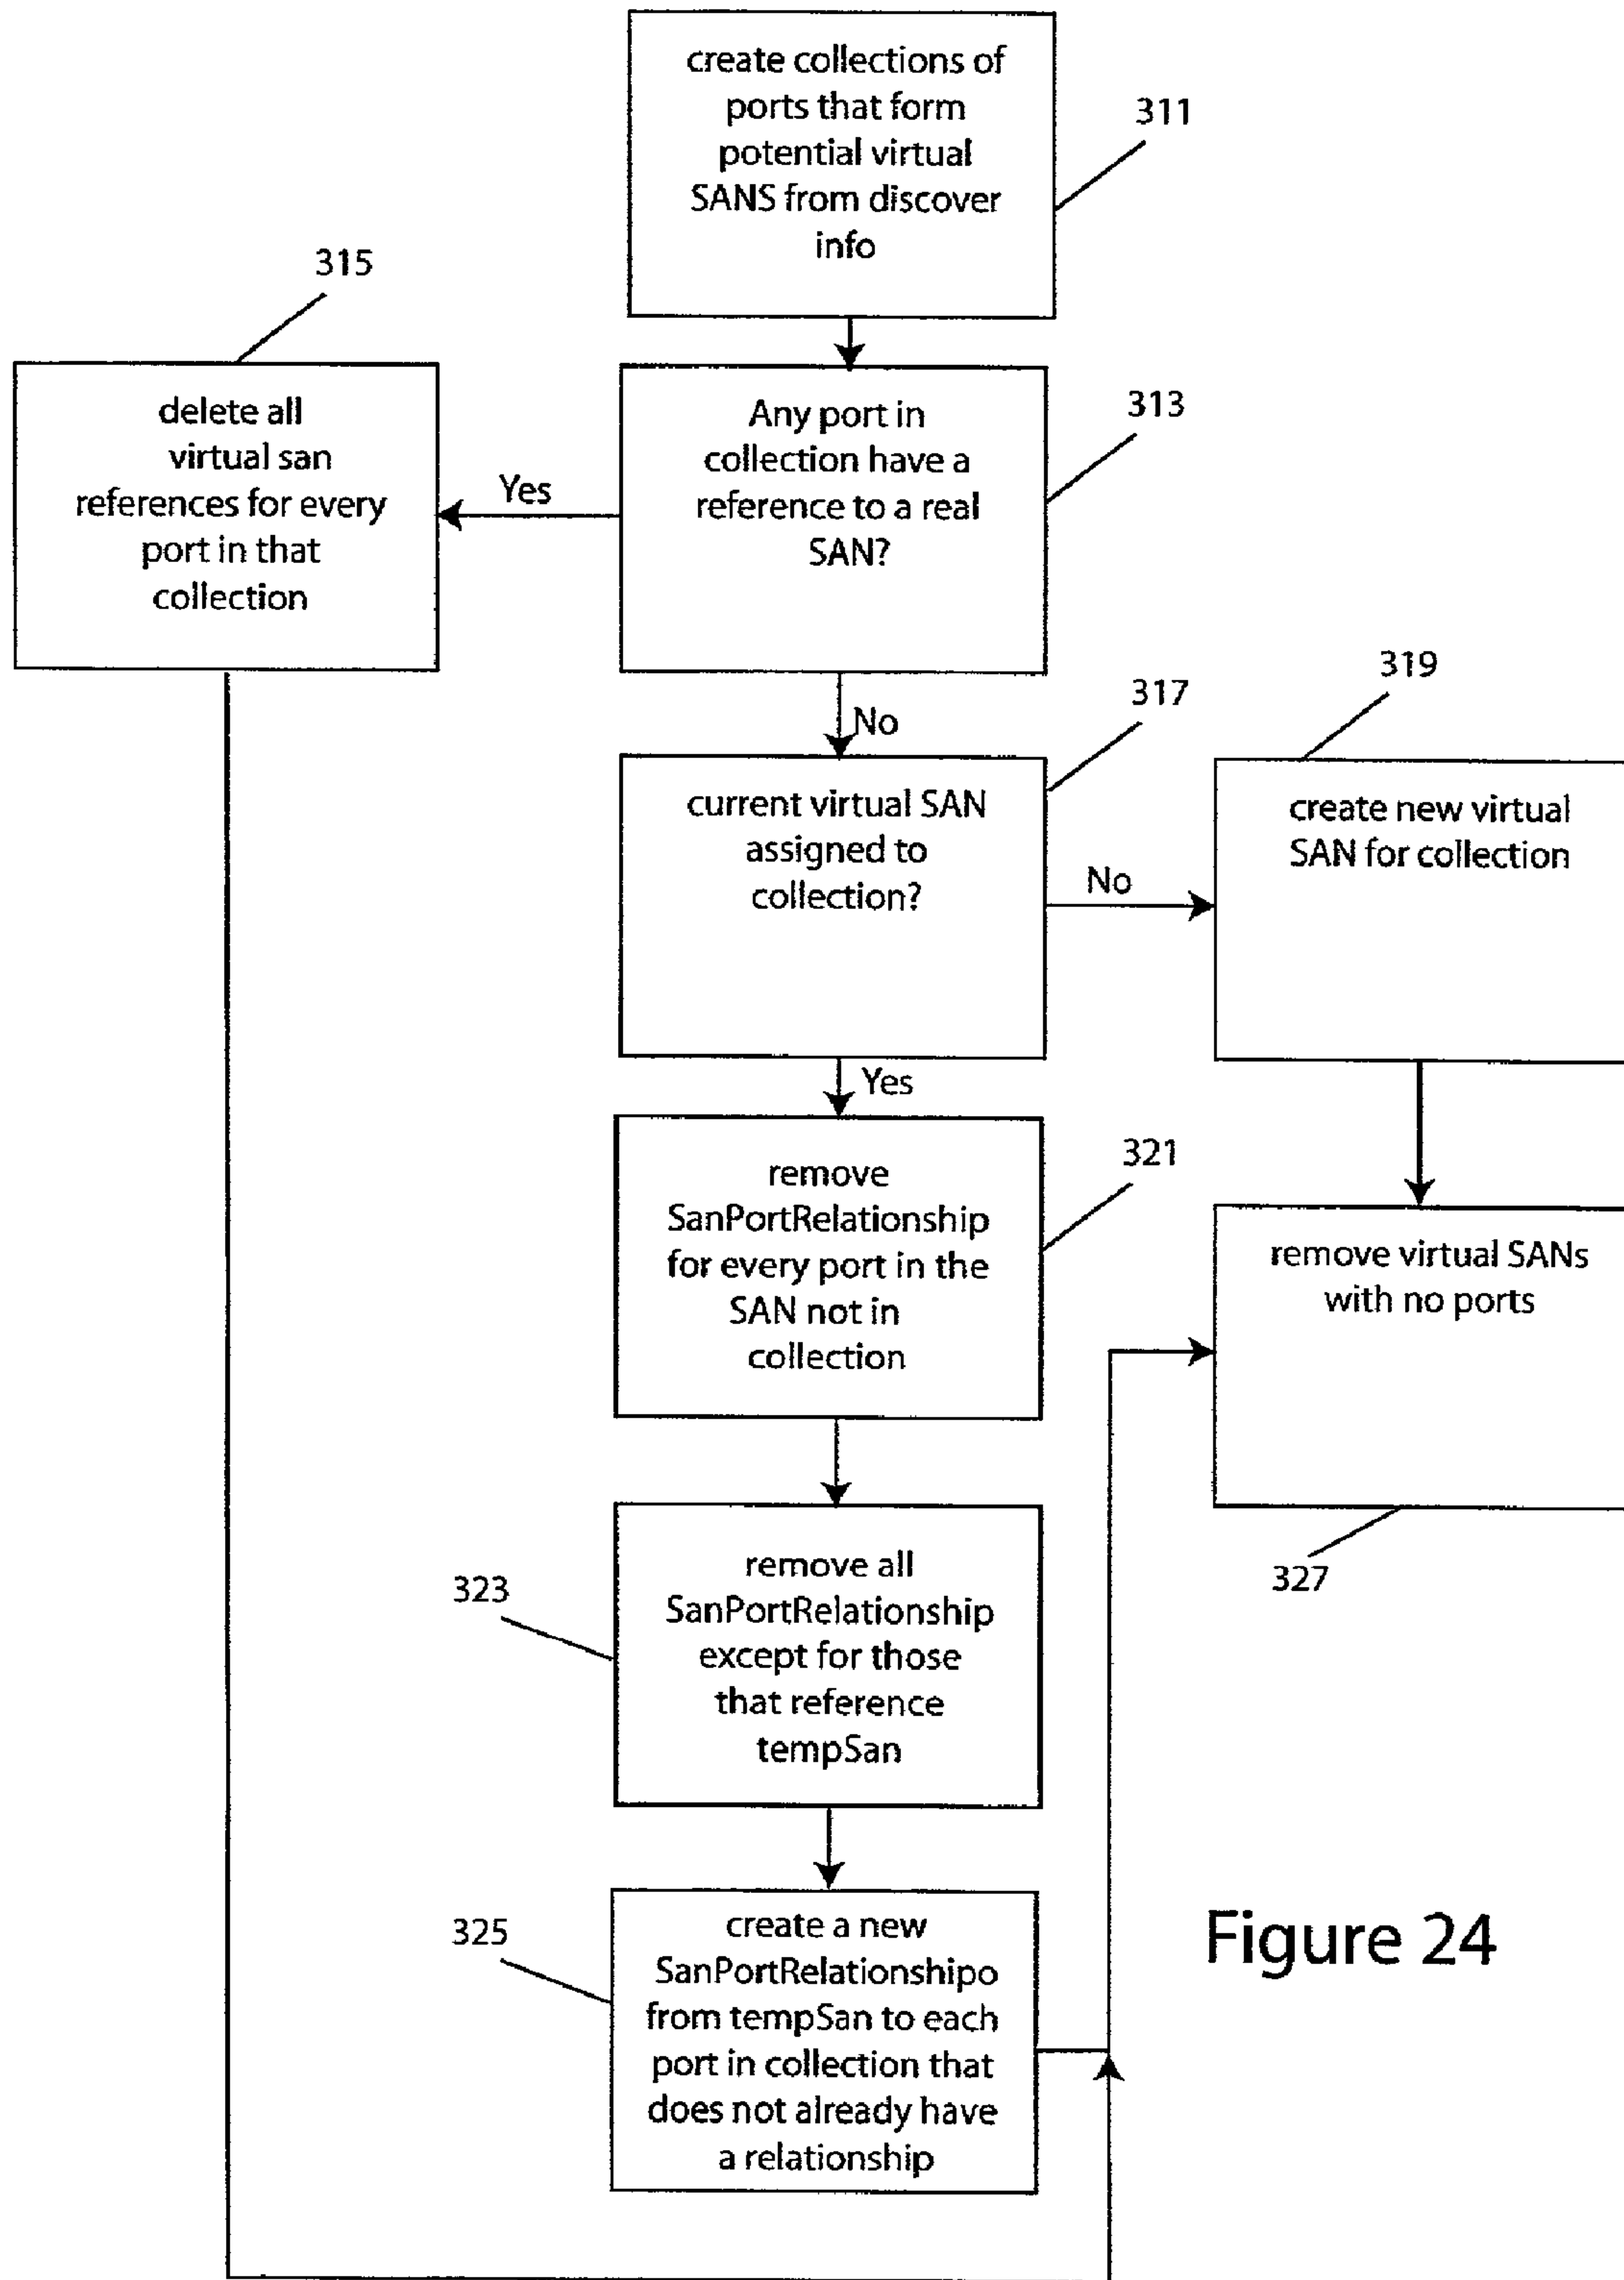 create collections of
ports that form
potential virtual
SANS from discover
info
311
315
delete all
virtual san
references for every
port in that
collection
Yes
Any port in
collection have a
reference to a real
SAN?
313
No
317
319
current virtual SAN
assigned to
collection?
No
create new virtual
SAN for collection
Yes
321
remove
SanPortRelationship
for every port in the
SAN not in
collection
remove virtual SANs
with no ports
327
323
remove all
SanPortRelationship
except for those
that reference
tempSan
325
create a new
SanPortRelationshipo
from tempSan to each
port in collection that
does not already have
a relationship
Figure 24